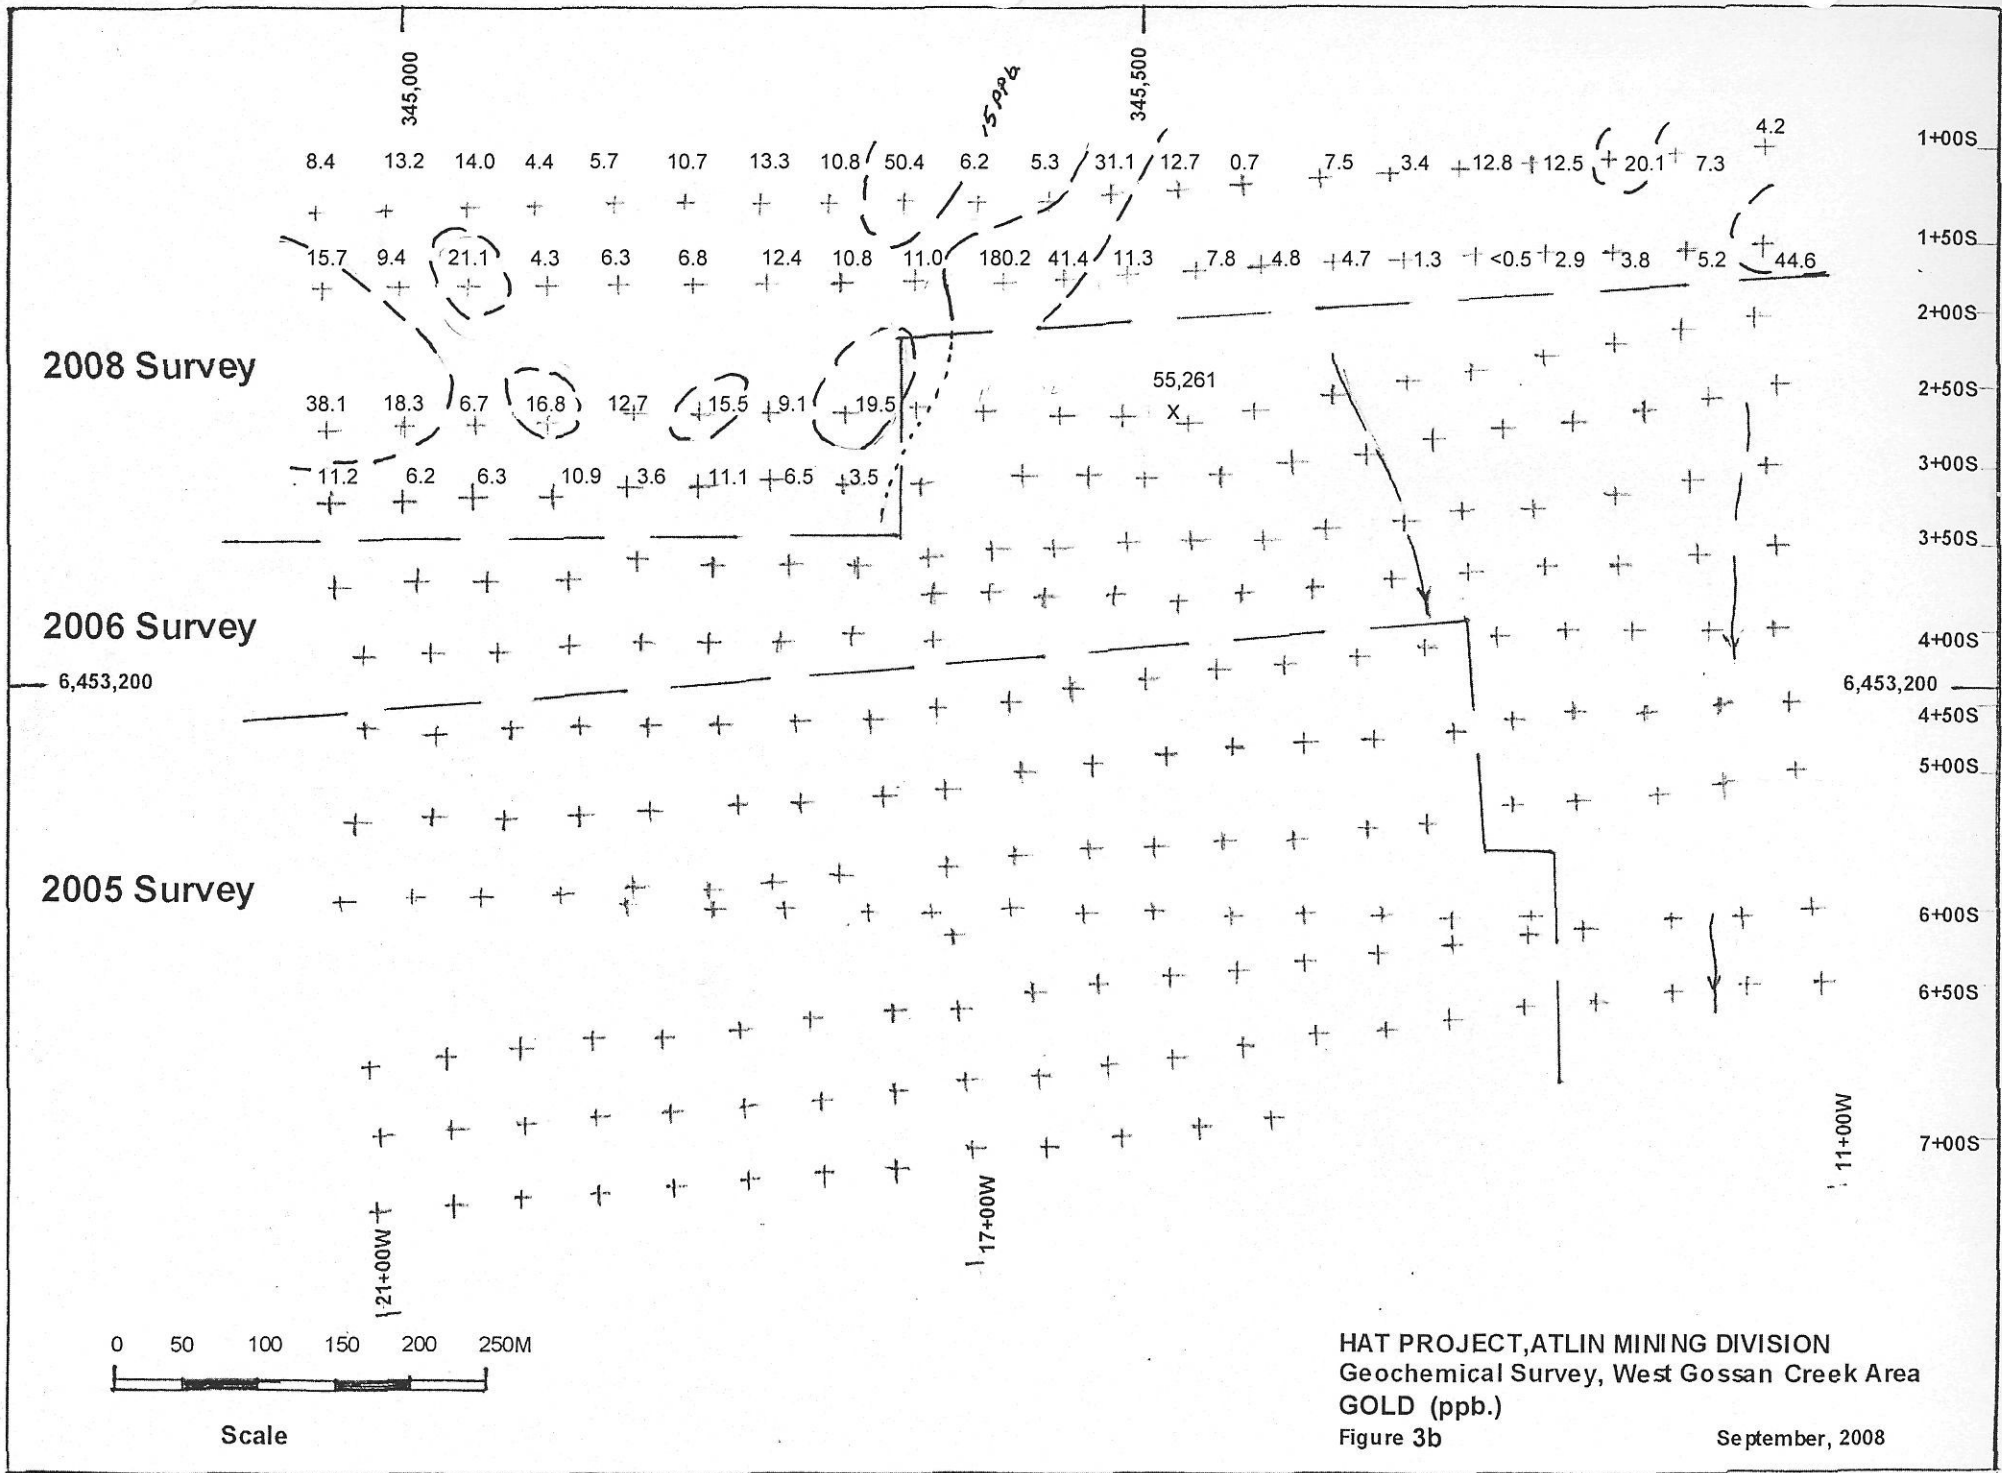 345,000
345,500
15 PPG
4.2
1+00S
8.4 13.2 14.0 4.4 5.7 10.7 13.3 10.8 50.4 6.2 5.3 31.1 12.7 0.7 7.5 3.4 12.8 12.5 20.1 7.3
1+50S
15.7 9.4 21.1 4.3 6.3 6.8 12.4 10.8 11.0 180.2 41.4 11.3 7.8 4.8 4.7 1.3 <0.5 2.9 3.8 5.2 44.6
2+00S
2008 Survey
55,261
X
2+50S
38.1 18.3 6.7 16.8 12.7 15.5 9.1 19.5
3+00S
11.2 6.2 6.3 10.9 3.6 11.1 6.5 3.5
3+50S
2006 Survey
4+00S
6,453,200
6,453,200
4+50S
5+00S
2005 Survey
6+00S
6+50S
7+00S
11+00W
17+00W
21+00W
0 50 100 150 200 250M
Scale
HAT PROJECT,ATLIN MINING DIVISION
Geochemical Survey, West Gossan Creek Area
GOLD (ppb.)
Figure 3b
September, 2008